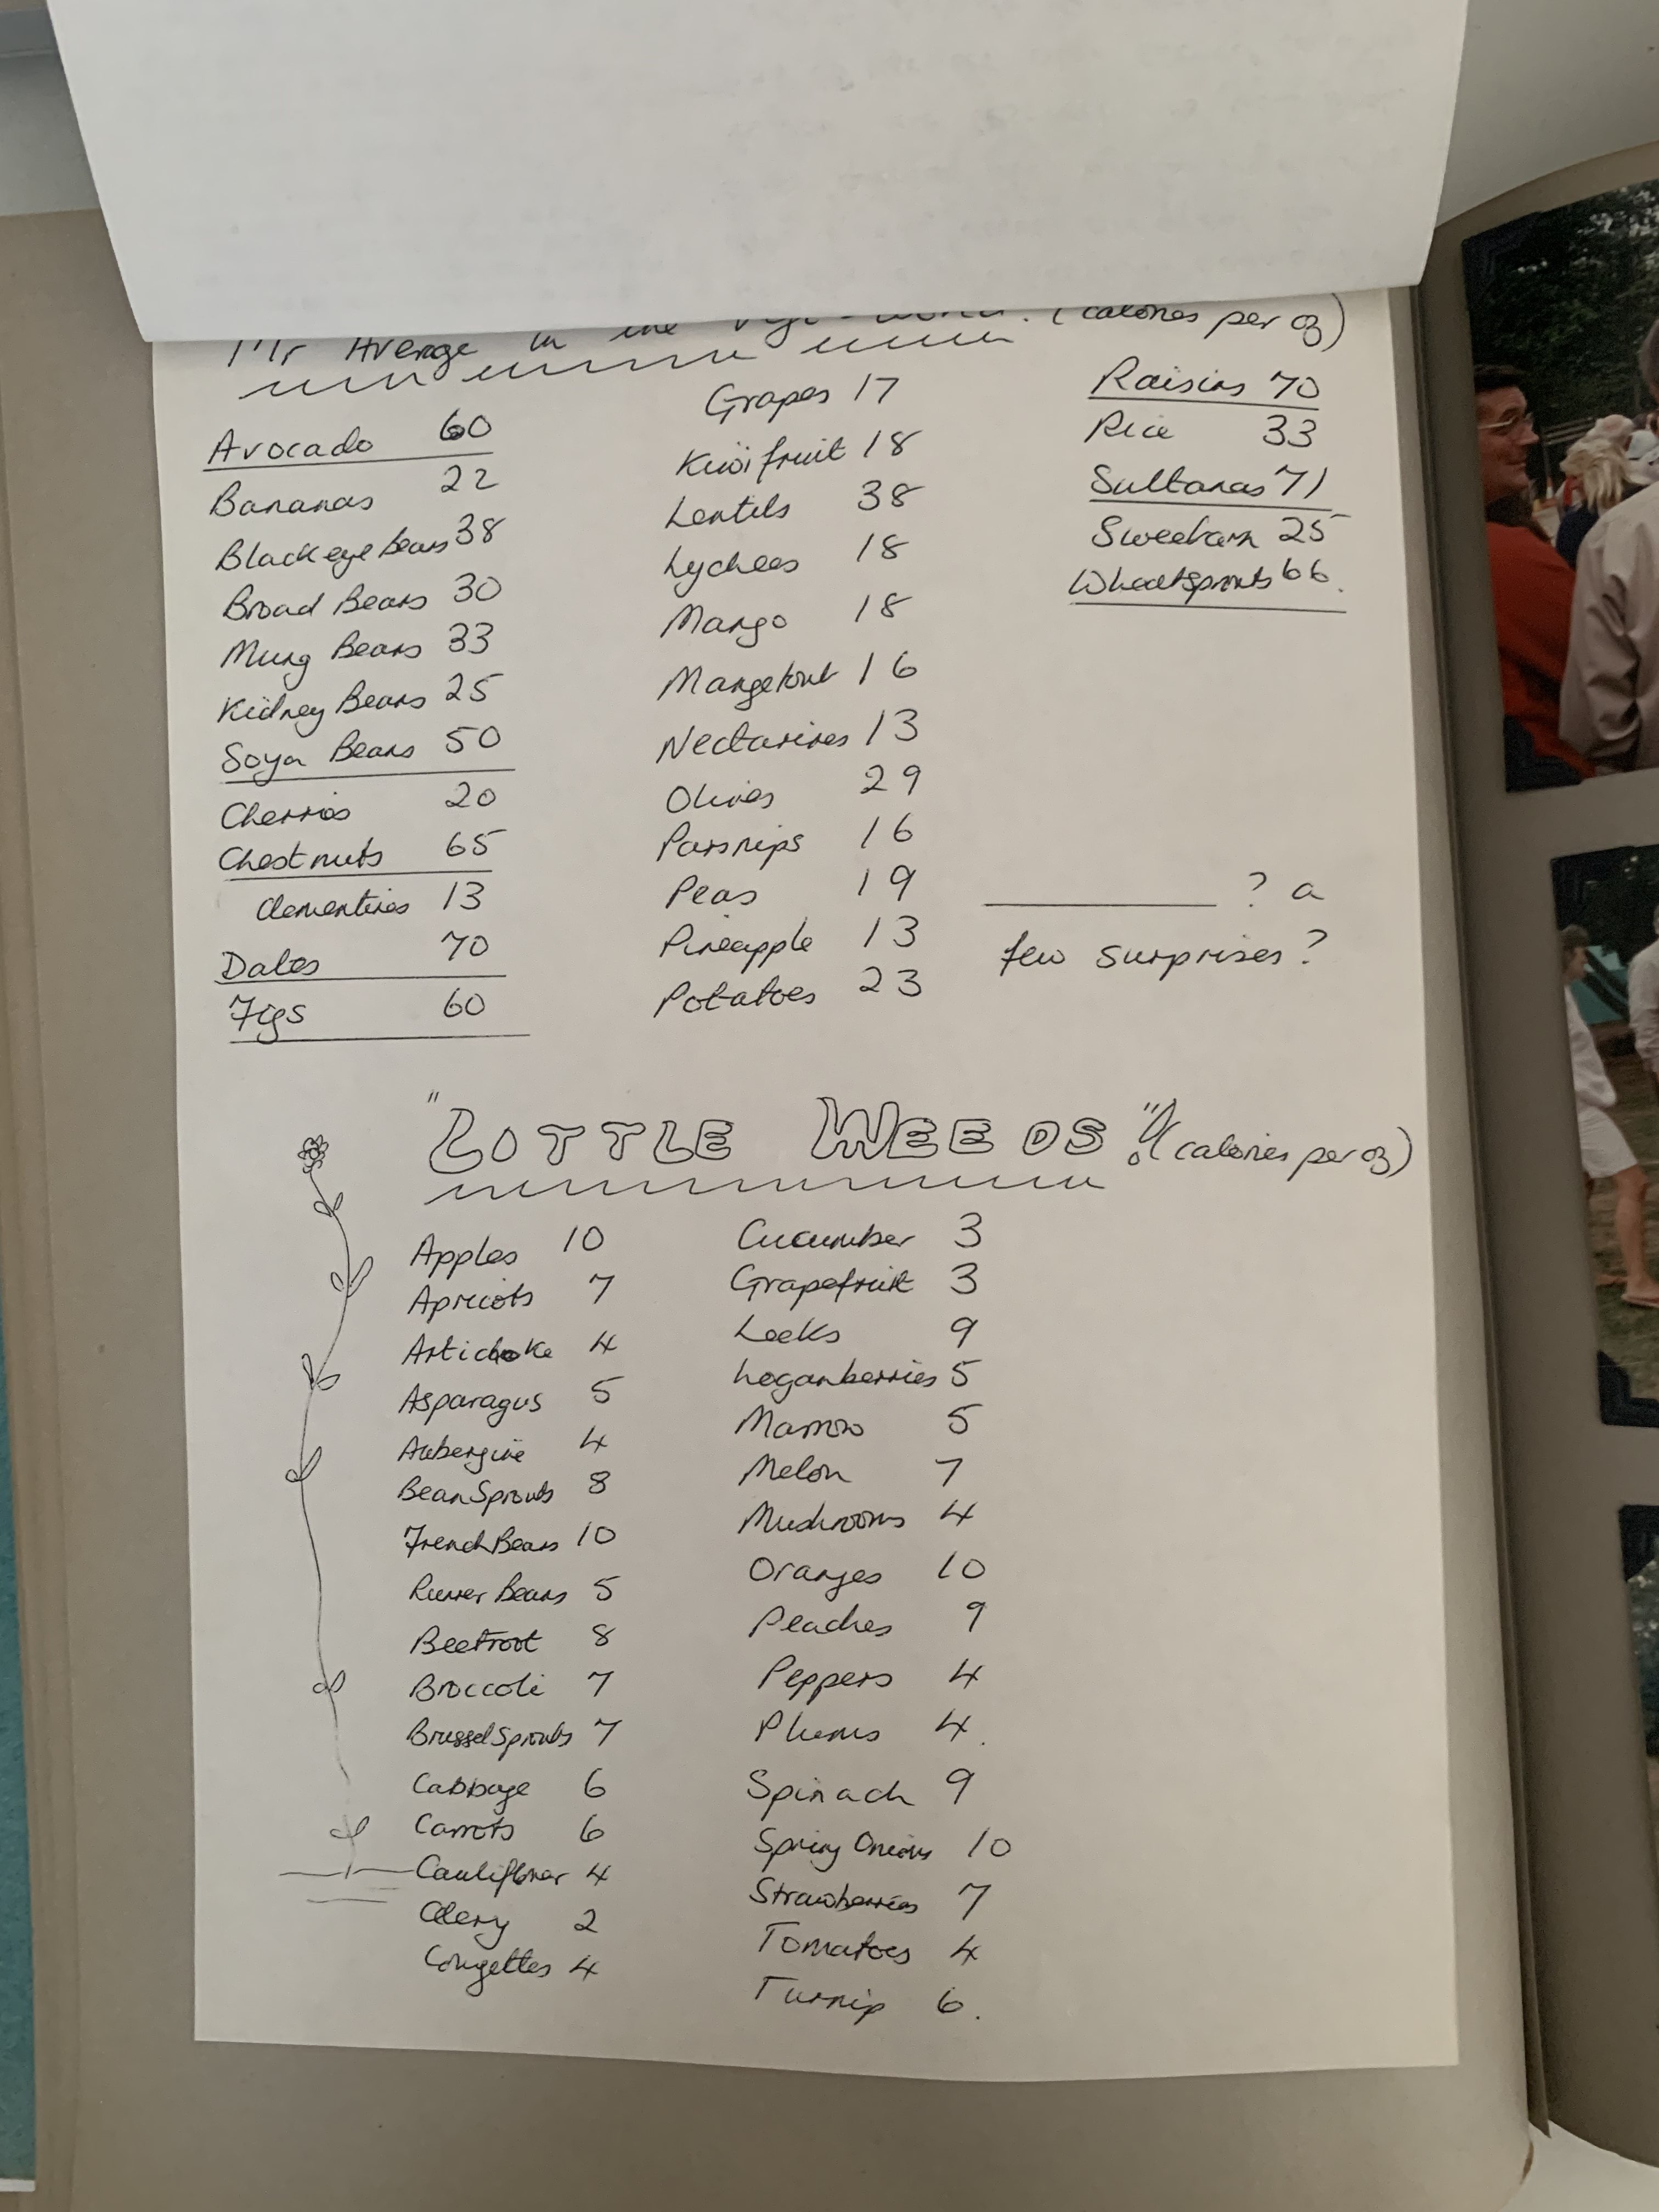 Mr Average in the Vege-World. (calories per oz)
Avocado 60
Bananas 22
Blackeye Beans 38
Broad Beans 30
Mung Beans 33
Kidney Beans 25
Soya Beans 50
Cherries 20
Chestnuts 65
Clementines 13
Dates 70
Figs 60
Grapes 17
Kiwi fruit 18
Lentils 38
Lychees 18
Mango 18
Mangetout 16
Nectarines 13
Olives 29
Parsnips 16
Peas 19
Pineapple 13
Potatoes 23
Raisins 70
Rice 33
Sultanas 71
Sweetcorn 25
Wheatsprouts 66.
? a
few surprises?
"LITTLE WEEDS"! (calories per oz)
Apples 10
Apricots 7
Artichoke 4
Asparagus 5
Aubergine 4
Bean Sprouts 8
French Beans 10
Runner Beans 5
Beetroot 8
Broccoli 7
Brussel Sprouts 7
Cabbage 6
Carrots 6
Cauliflower 4
Celery 2
Courgettes 4
Cucumber 3
Grapefruit 3
Leeks 9
Loganberries 5
Marrow 5
Melon 7
Mushrooms 4
Oranges 10
Peaches 9
Peppers 4
Plums 4.
Spinach 9
Spring Onions 10
Strawberries 7
Tomatoes 4
Turnip 6.